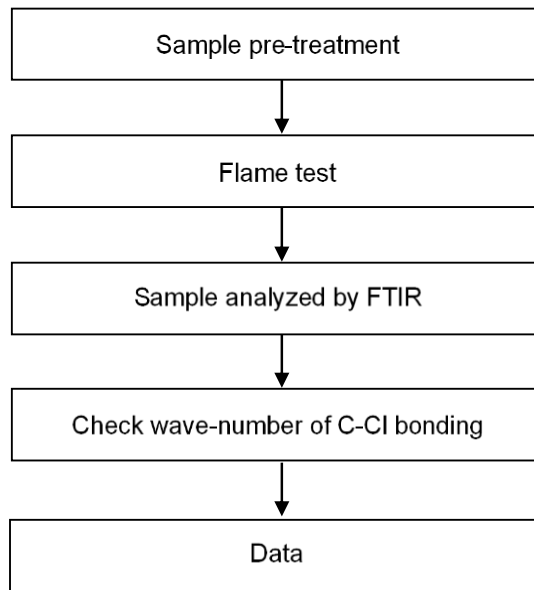 Sample pre-treatment
Flame test
Sample analyzed by FTIR
Check wave-number of C-Cl bonding
Data